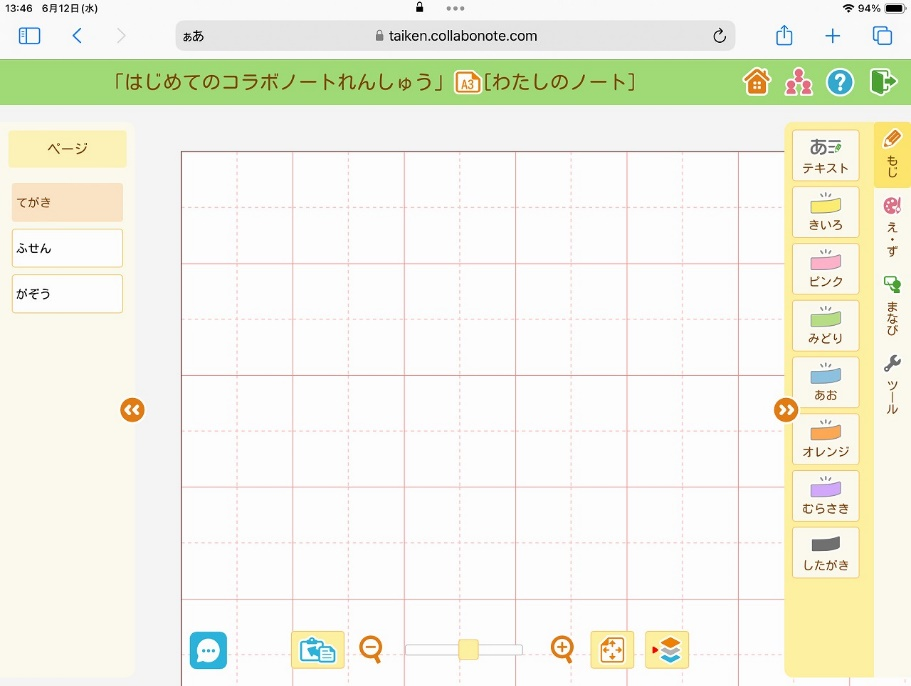 13:46 6月12日(水)
94%
ぁあ
taiken.collabonote.com
「はじめてのコラボノートれんしゅう」 A3 [わたしのノート]
ページ
てがき
ふせん
がぞう
あ
テキスト
きいろ
ピンク
みどり
あお
オレンジ
むらさき
したがき
もじ
え・ず
まなび
ツール